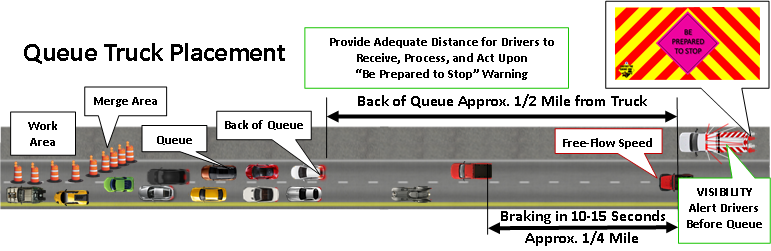 Queue Truck Placement
Provide Adequate Distance for Drivers to
Receive, Process, and Act Upon
"Be Prepared to Stop" Warning
BE
PREPARED
TO STOP
Back of Queue Approx. 1/2 Mile from Truck
Work
Area
Merge Area
Queue
Back of Queue
Free-Flow Speed
VISIBILITY
Alert Drivers
Before Queue
Braking in 10-15 Seconds
Approx. 1/4 Mile